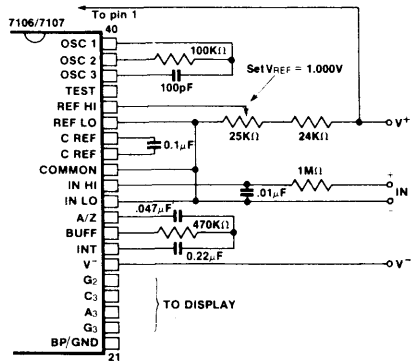 7106/7107
To pin 1
40
OSC 1
OSC 2
100KΩ
OSC 3
100pF
Set VREF = 1.000V
TEST
REF HI
REF LO
V+
25KΩ
24KΩ
C REF
0.1μF
C REF
COMMON
1MΩ
IN HI
+
.01μF
IN
IN LO
−
A/Z
.047μF
BUFF
470KΩ
INT
0.22μF
V−
V−
G2
C3
TO DISPLAY
A3
G3
BP/GND
21